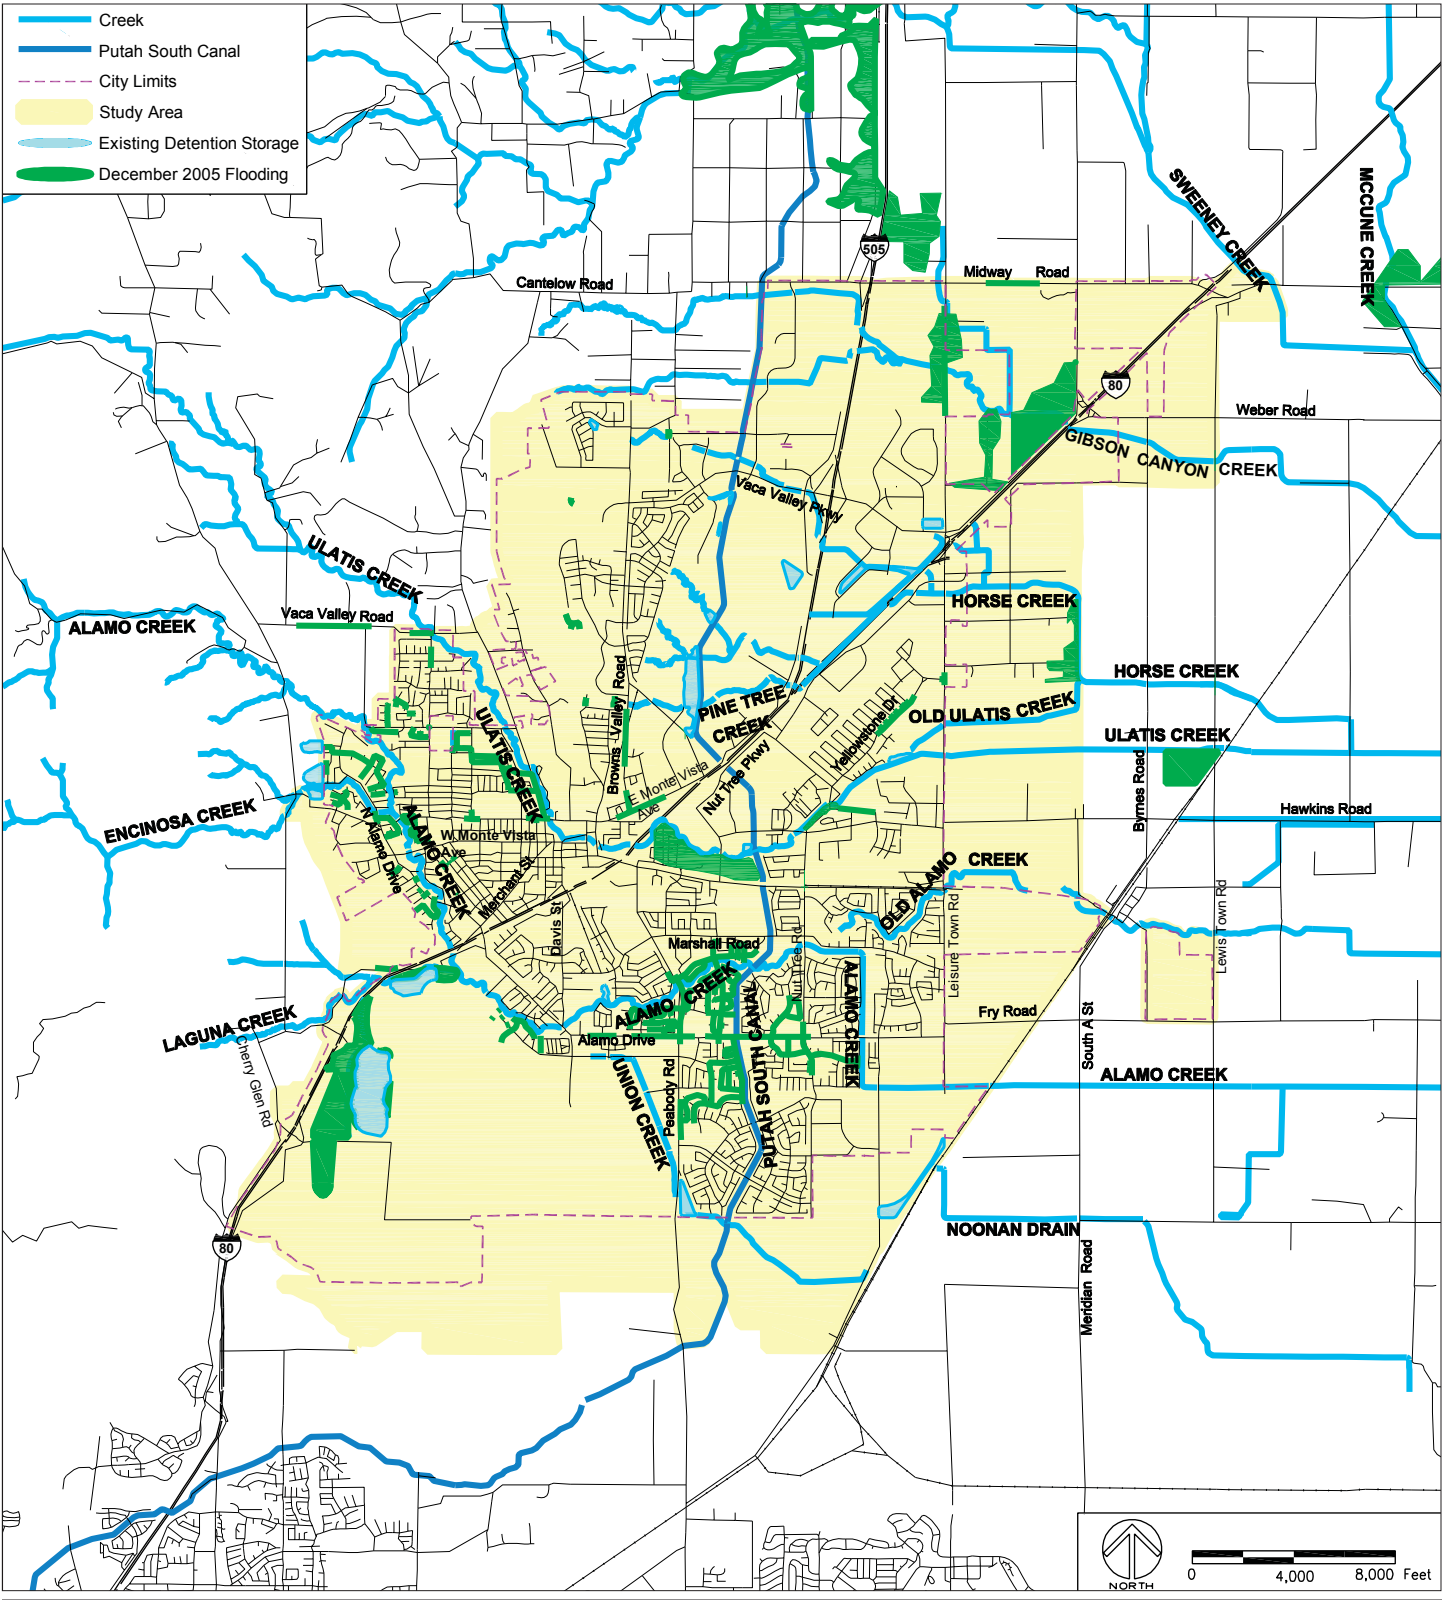 Creek
Putah South Canal
City Limits
Study Area
Existing Detention Storage
December 2005 Flooding
SWEENEY CREEK
MCCUNE CREEK
505
Midway Road
Cantelow Road
80
Weber Road
GIBSON CANYON CREEK
Vaca Valley Pkwy
ULATIS CREEK
HORSE CREEK
Vaca Valley Road
ALAMO CREEK
HORSE CREEK
Browns Valley Road
PINE TREE
CREEK
OLD ULATIS CREEK
Yellowstone Dr
ULATIS CREEK
ULATIS CREEK
Byrnes Road
Nut Tree Pkwy
E Monte Vista
Ave
Hawkins Road
ENCINOSA CREEK
N Alamo Drive
ALAMO CREEK
W.Monte Vista
Ave
Merchant St
OLD ALAMO CREEK
Leisure Town Rd
Lewis Town Rd
Davis St
Marshall Road
Nut Tree Rd
ALAMO CREEK
ALAMO CREEK
PUTAH SOUTH CANAL
Fry Road
South A St
LAGUNA CREEK
Cherry Glen Rd
Alamo Drive
UNION CREEK
Peabody Rd
ALAMO CREEK
NOONAN DRAIN
80
Meridian Road
NORTH
0 4,000 8,000 Feet